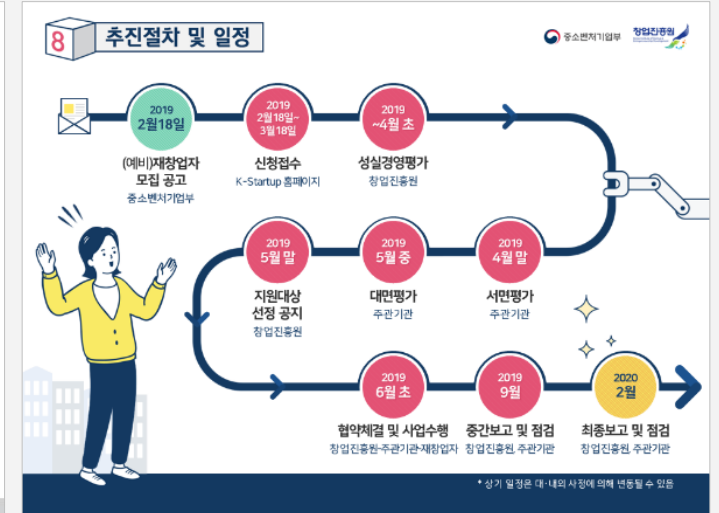 8 추진절차 및 일정
중소벤처기업부 창업진흥원
2019
2월18일
(예비)재창업자
모집 공고
중소벤처기업부
2019
2월18일~
3월18일
신청접수
K-Startup 홈페이지
2019
~4월 초
성실경영평가
창업진흥원
2019
4월 말
서면평가
주관기관
2019
5월 중
대면평가
주관기관
2019
5월 말
지원대상
선정 공지
창업진흥원
2019
6월 초
협약체결 및 사업수행
창업진흥원-주관기관-재창업자
2019
9월
중간보고 및 점검
창업진흥원, 주관기관
2020
2월
최종보고 및 점검
창업진흥원, 주관기관
* 상기 일정은 대·내외 사정에 의해 변동될 수 있음